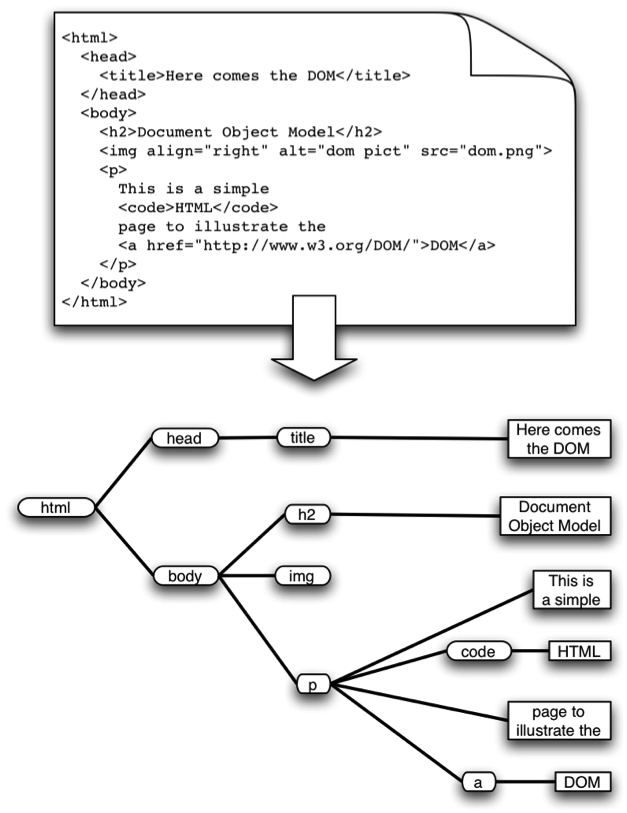 <html>
<head>
<title>Here comes the DOM</title>
</head>
<body>
<h2>Document Object Model</h2>
<img align="right" alt="dom pict" src="dom.png">
<p>
This is a simple
<code>HTML</code>
page to illustrate the
<a href="http://www.w3.org/DOM/">DOM</a>
</p>
</body>
</html>
head
title
Here comes
the DOM
html
h2
Document
Object Model
body
img
This is
a simple
code
HTML
p
page to
illustrate the
a
DOM